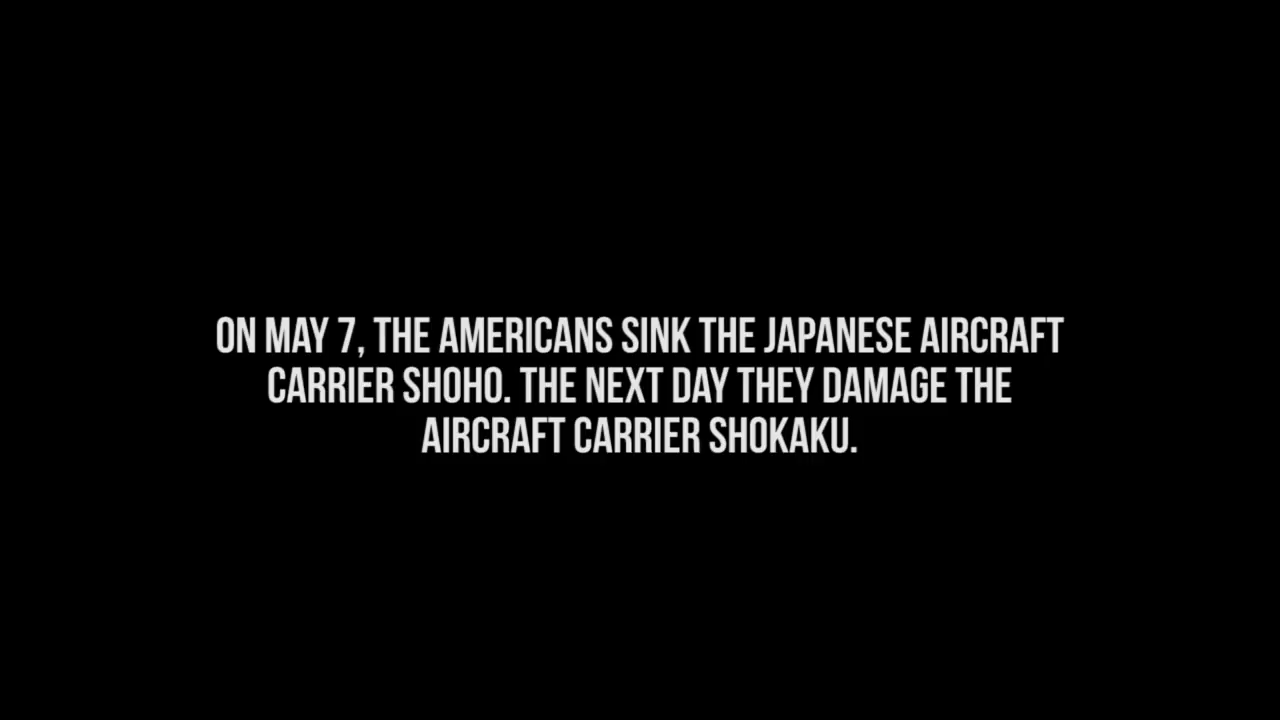 ON MAY 7, THE AMERICANS SINK THE JAPANESE AIRCRAFT
CARRIER SHOHO. THE NEXT DAY THEY DAMAGE THE
AIRCRAFT CARRIER SHOKAKU.